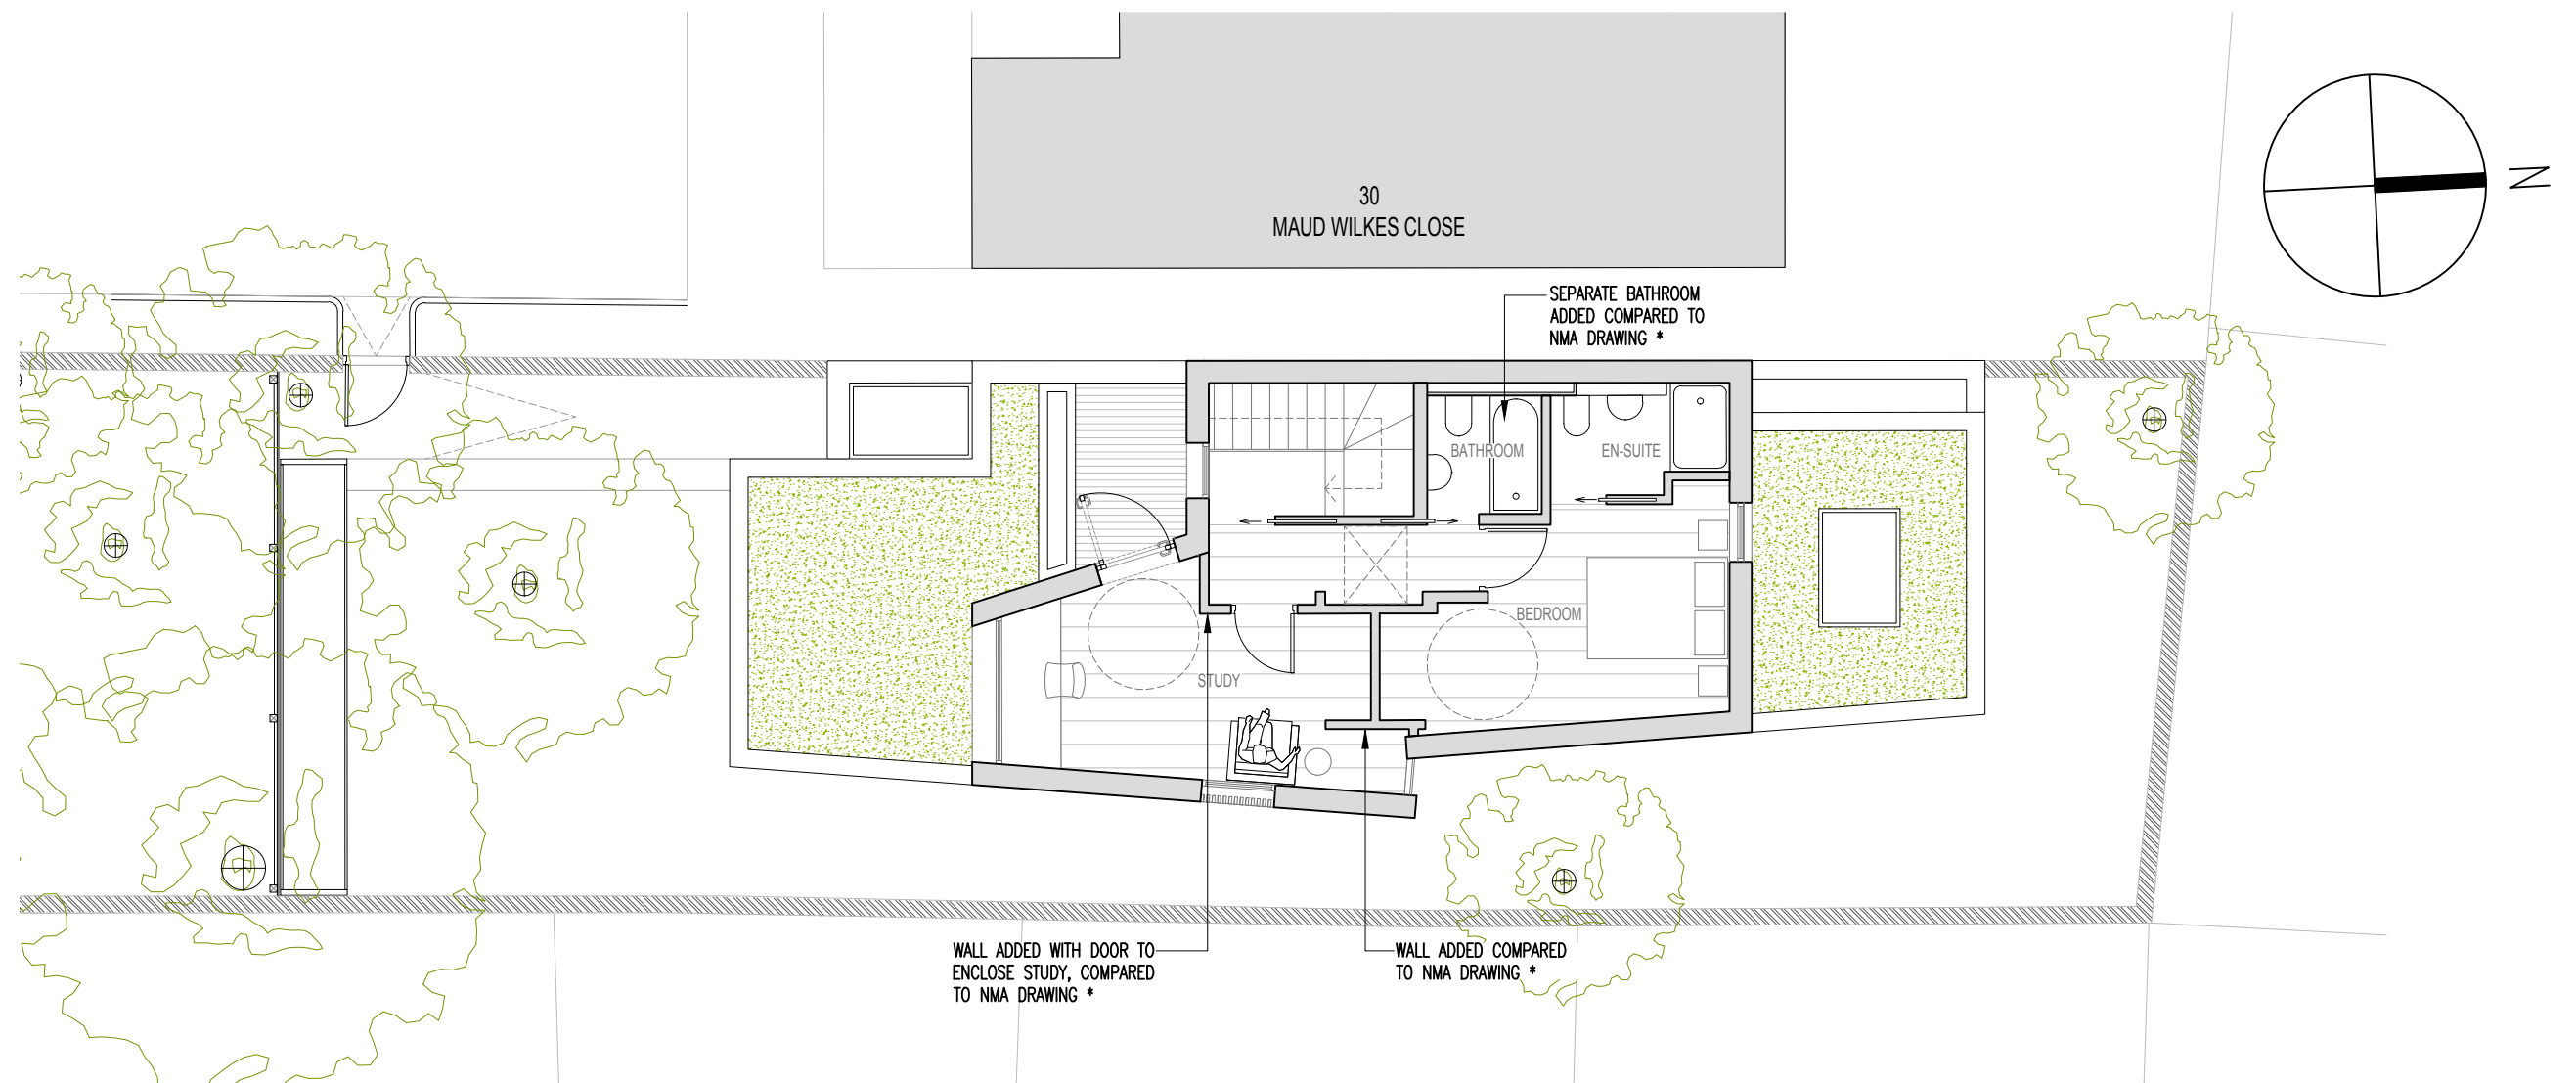 30
MAUD WILKES CLOSE
N
SEPARATE BATHROOM
ADDED COMPARED TO
NMA DRAWING *
BATHROOM
EN-SUITE
BEDROOM
STUDY
WALL ADDED WITH DOOR TO
ENCLOSE STUDY, COMPARED
TO NMA DRAWING *
WALL ADDED COMPARED
TO NMA DRAWING *